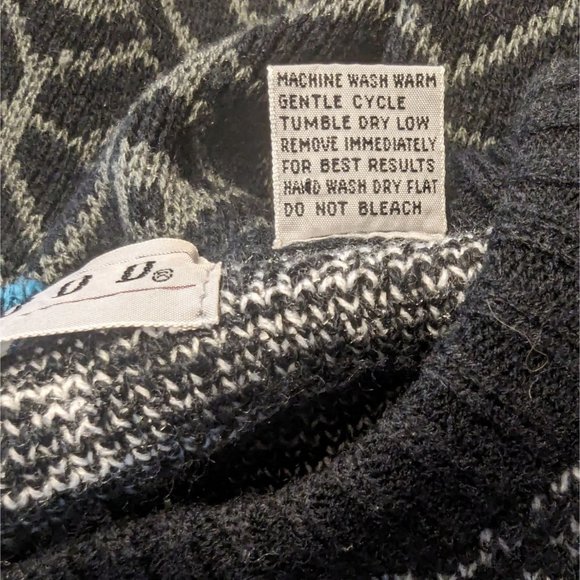 MACHINE WASH WARM
GENTLE CYCLE
TUMBLE DRY LOW
REMOVE IMMEDIATELY
FOR BEST RESULTS
HAND WASH DRY FLAT
DO NOT BLEACH